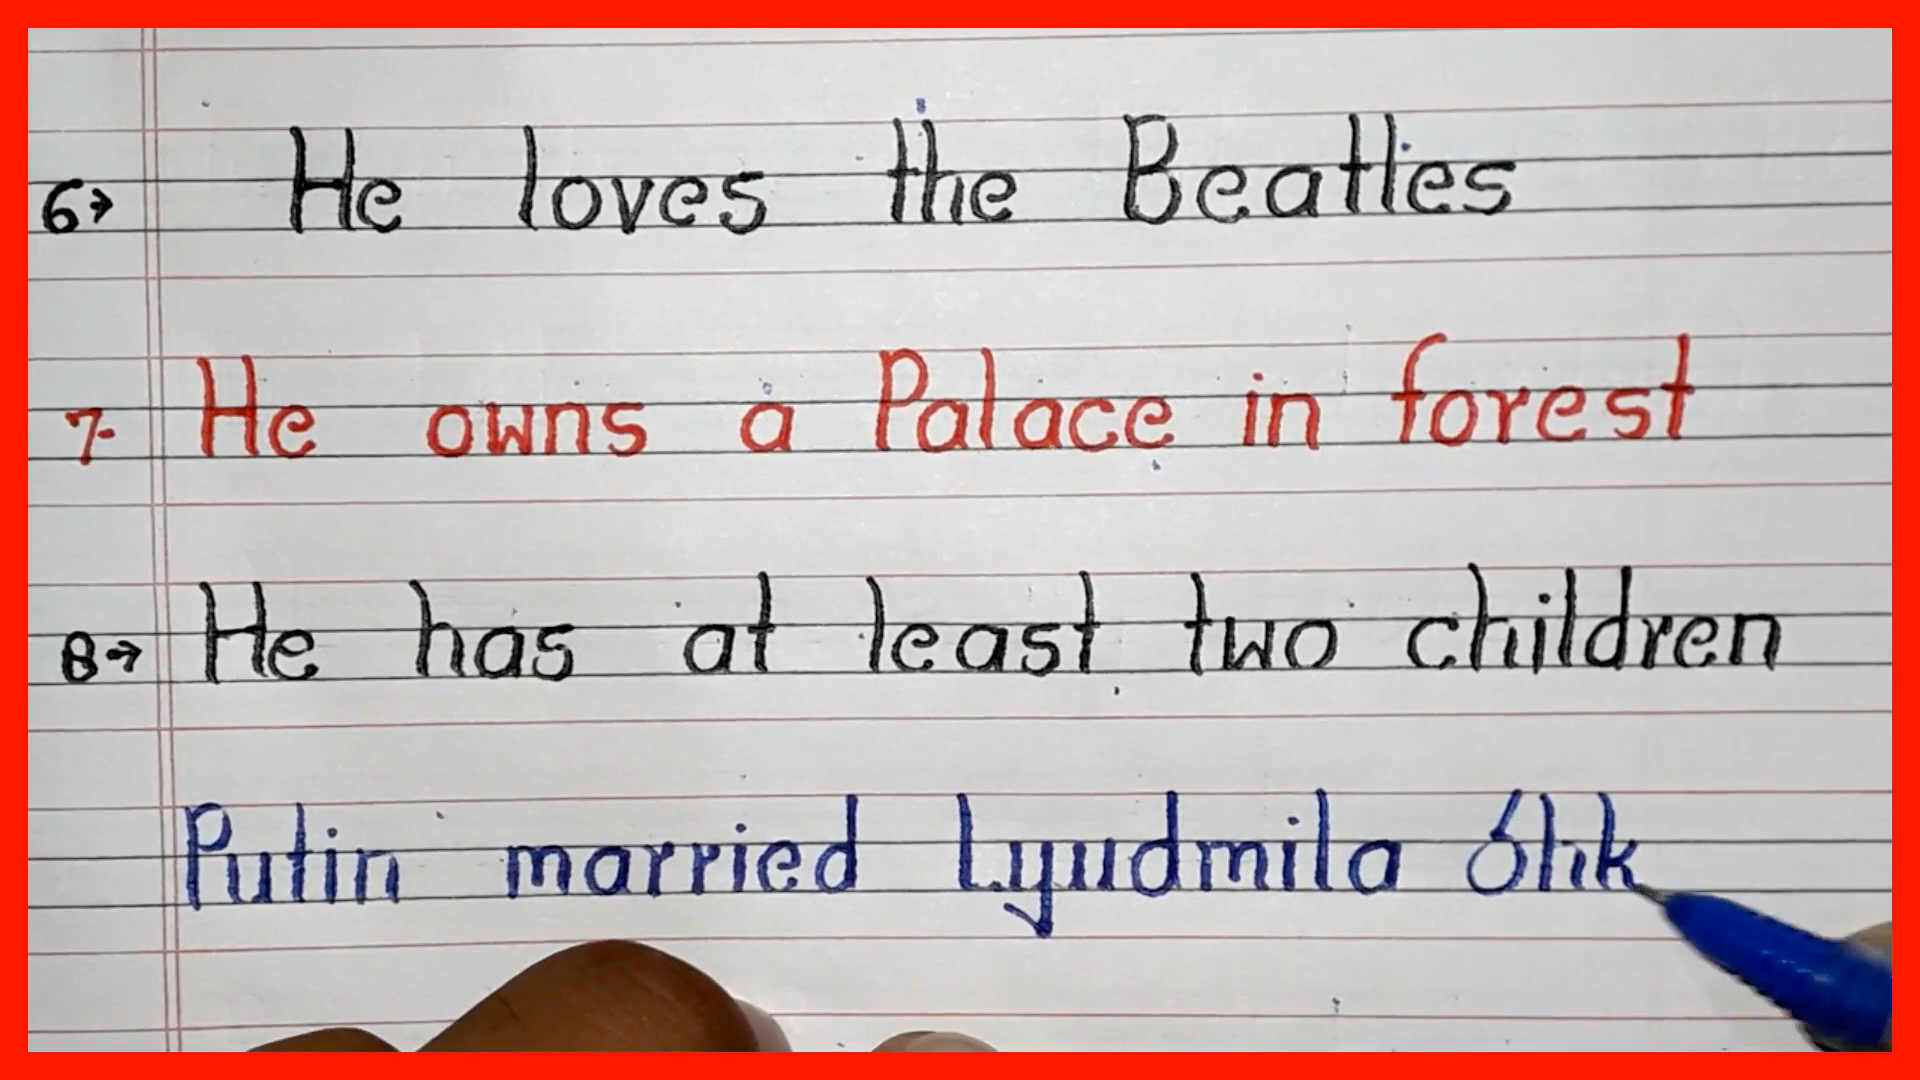 6→ He loves the Beatles
7- He owns a Palace in forest
8→ He has at least two children
Putin married Lyudmila Shk